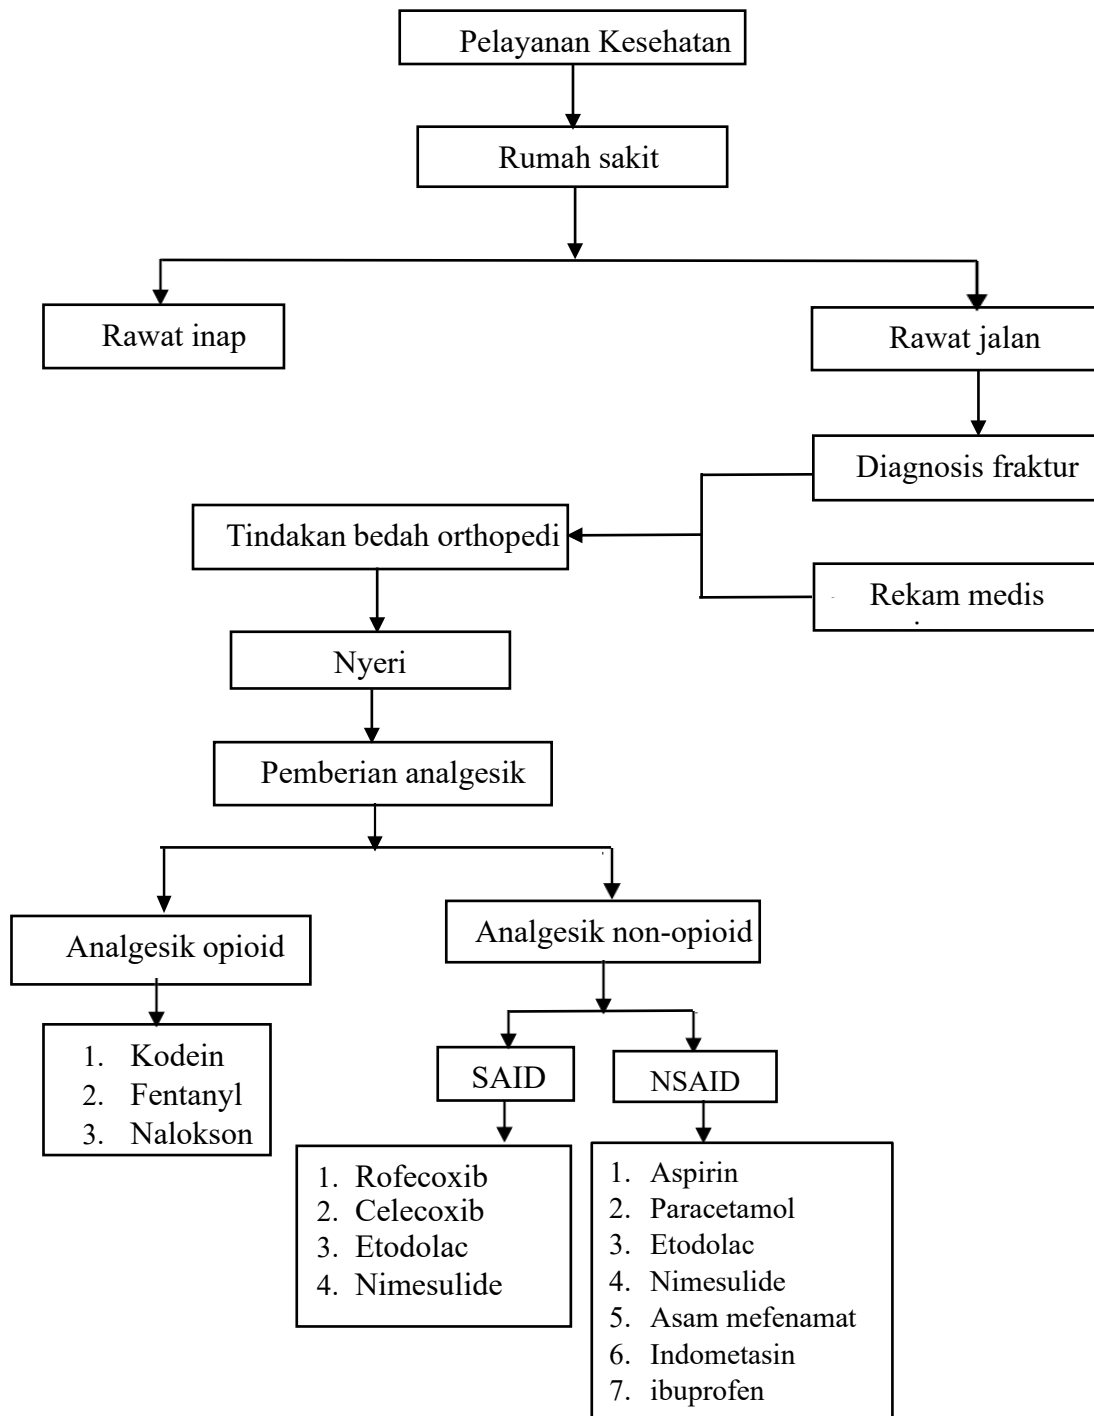 Pelayanan Kesehatan
Rumah sakit
Rawat inap
Rawat jalan
Diagnosis fraktur
Tindakan bedah orthopedi
Rekam medis
Nyeri
Pemberian analgesik
Analgesik opioid
Analgesik non-opioid
1. Kodein
2. Fentanyl
3. Nalokson
SAID
NSAID
1. Rofecoxib
2. Celecoxib
3. Etodolac
4. Nimesulide
1. Aspirin
2. Paracetamol
3. Etodolac
4. Nimesulide
5. Asam mefenamat
6. Indometasin
7. ibuprofen